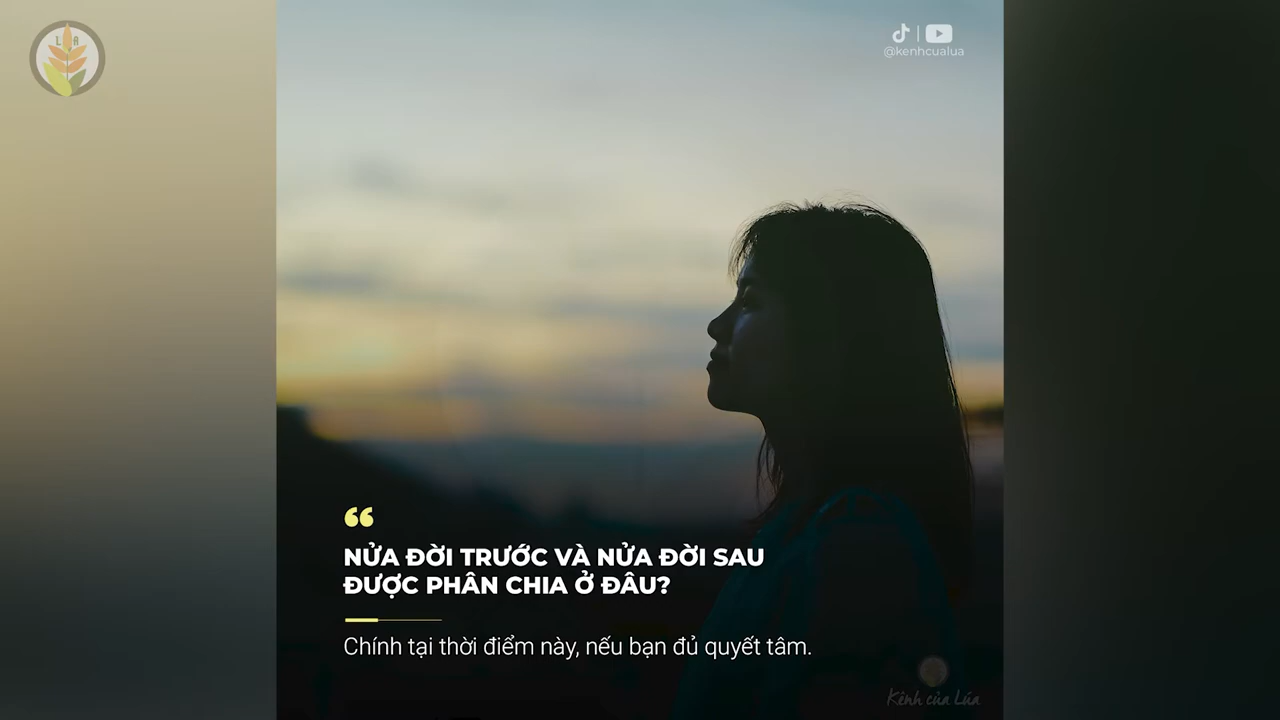 L A
@kenhcualua
NỬA ĐỜI TRƯỚC VÀ NỬA ĐỜI SAU
ĐƯỢC PHÂN CHIA Ở ĐÂU?
Chính tại thời điểm này, nếu bạn đủ quyết tâm.
Kênh của Lúa